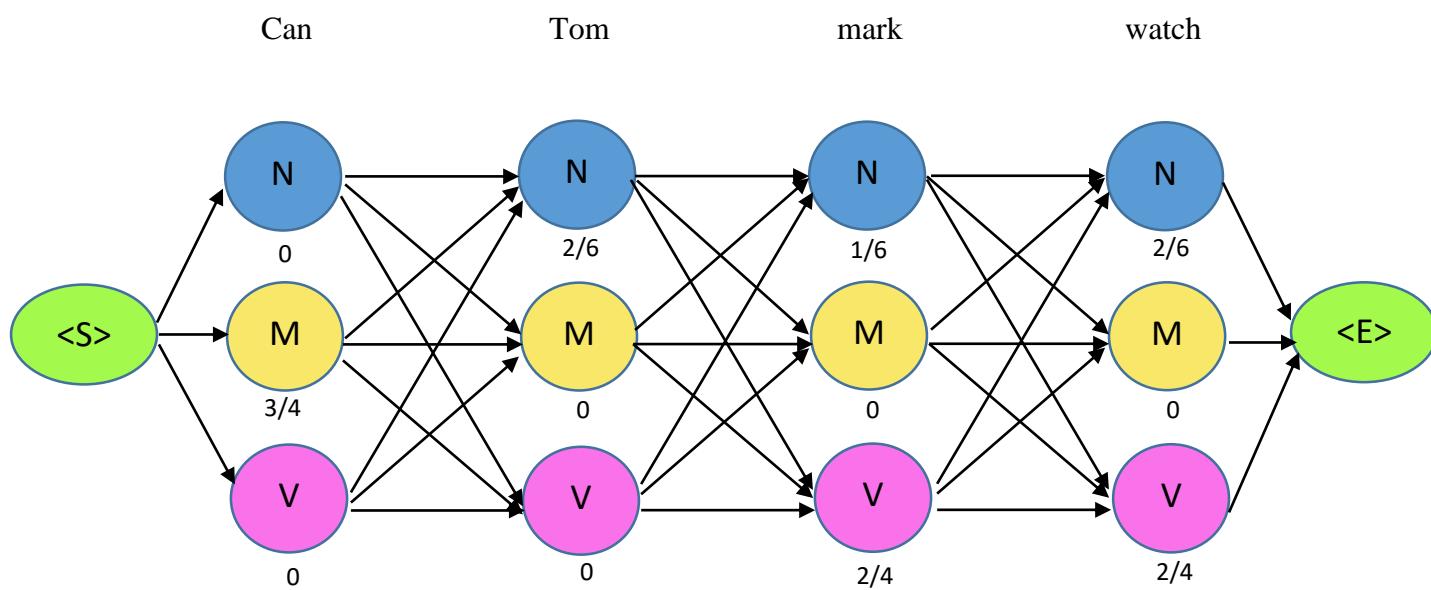 Can Tom mark watch
N N N N
0 2/6 1/6 2/6
<S> M M M M <E>
3/4 0 0 0
V V V V
0 0 2/4 2/4